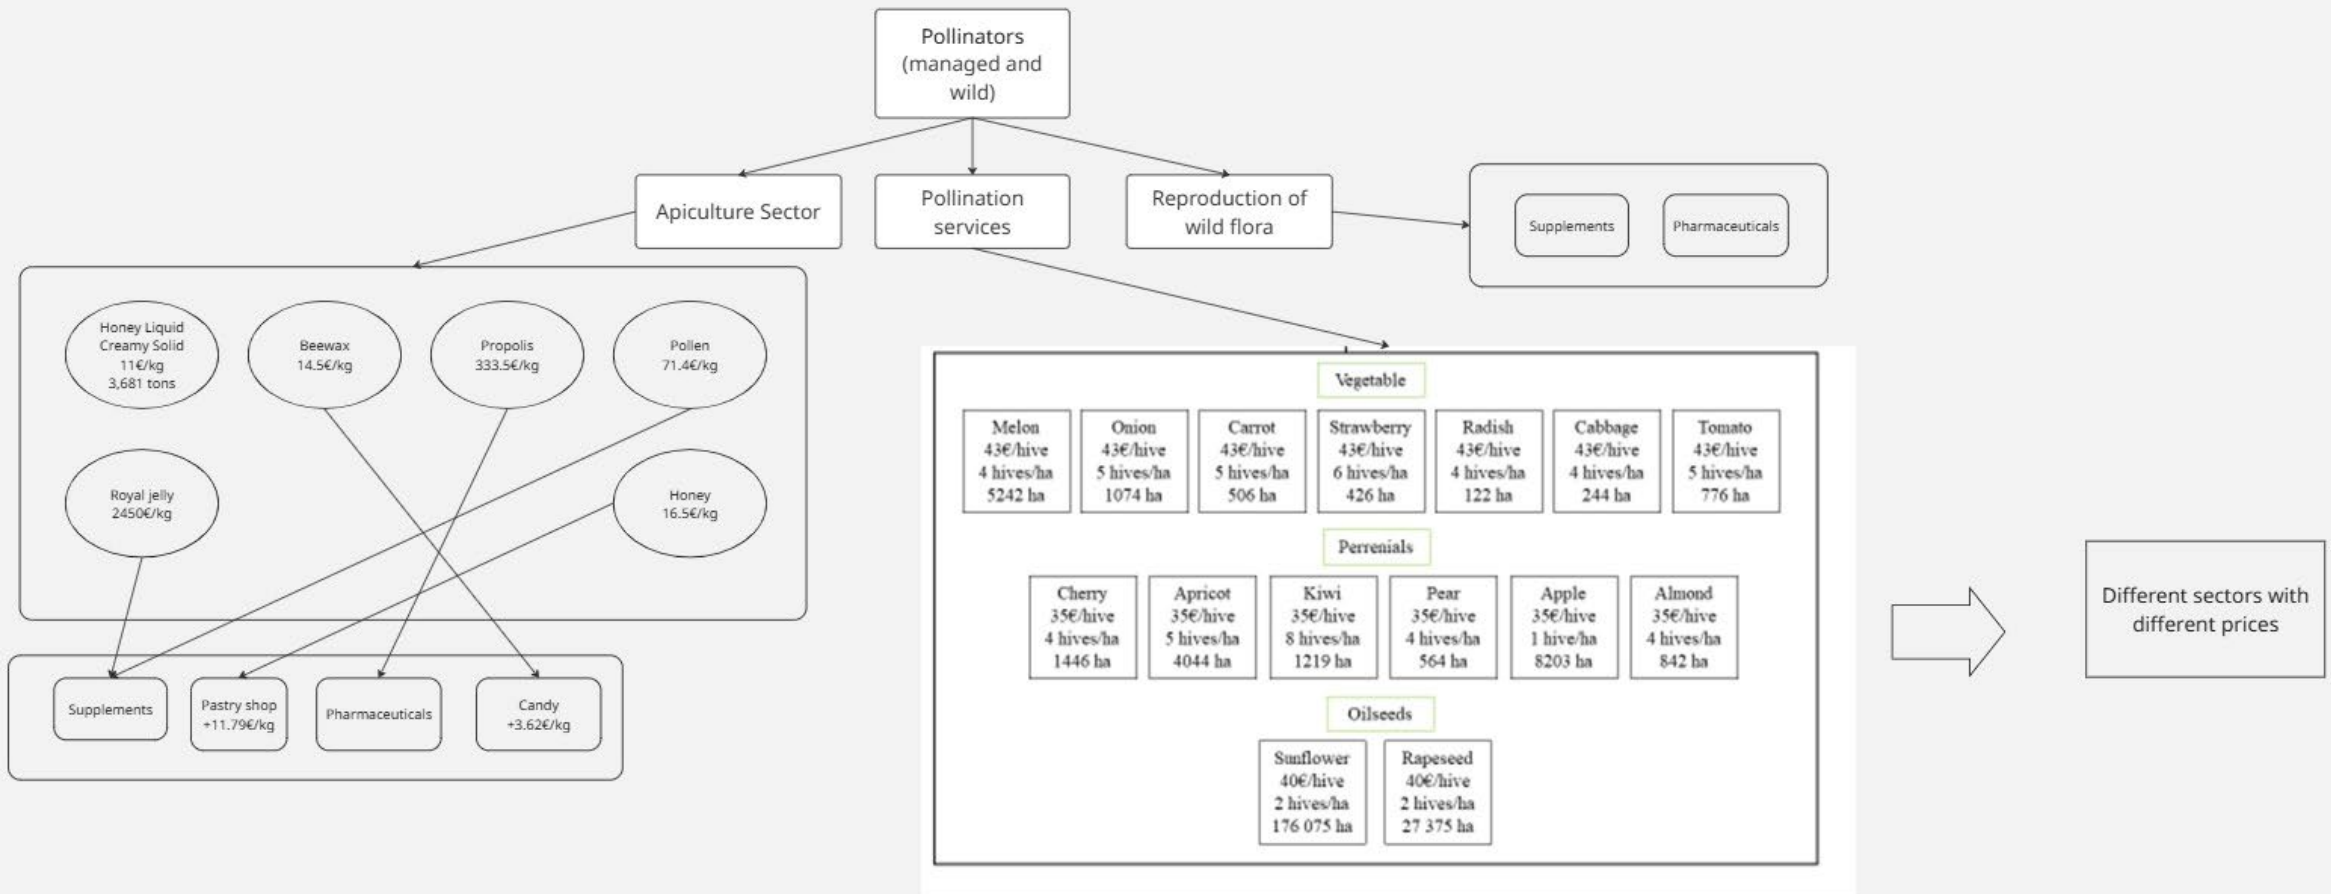 Pollinators
(managed and
wild)
Apiculture Sector
Pollination
services
Reproduction of
wild flora
Supplements
Pharmaceuticals
Honey Liquid
Creamy Solid
11€/kg
3,681 tons
Beewax
14.5€/kg
Propolis
333.5€/kg
Pollen
71.4€/kg
Royal jelly
2450€/kg
Honey
16.5€/kg
Supplements
Pastry shop
+11.79€/kg
Pharmaceuticals
Candy
+3.62€/kg
Vegetable
Melon
43€/hive
4 hives/ha
5242 ha
Onion
43€/hive
5 hives/ha
1074 ha
Carrot
43€/hive
5 hives/ha
506 ha
Strawberry
43€/hive
6 hives/ha
426 ha
Radish
43€/hive
4 hives/ha
122 ha
Cabbage
43€/hive
4 hives/ha
244 ha
Tomato
43€/hive
5 hives/ha
776 ha
Perrenials
Cherry
35€/hive
4 hives/ha
1446 ha
Apricot
35€/hive
5 hives/ha
4044 ha
Kiwi
35€/hive
8 hives/ha
1219 ha
Pear
35€/hive
4 hives/ha
564 ha
Apple
35€/hive
1 hive/ha
8203 ha
Almond
35€/hive
4 hives/ha
842 ha
Oilseeds
Sunflower
40€/hive
2 hives/ha
176 075 ha
Rapeseed
40€/hive
2 hives/ha
27 375 ha
Different sectors with
different prices